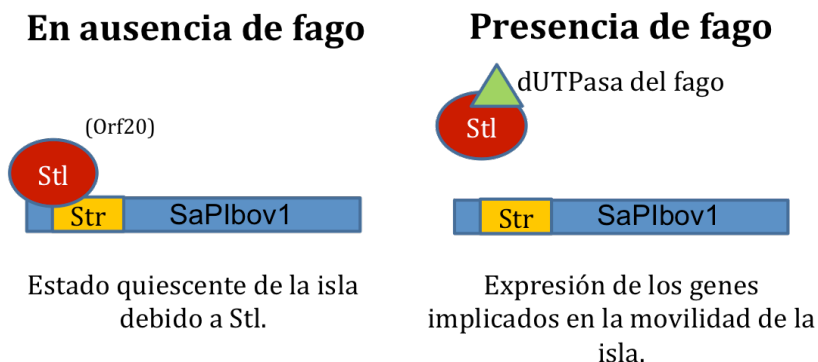 En ausencia de fago
(Orf20)
Stl
Str
SaPIbov1
Estado quiescente de la isla
debido a Stl.
Presencia de fago
dUTPasa del fago
Stl
Str
SaPIbov1
Expresión de los genes
implicados en la movilidad de la
isla.